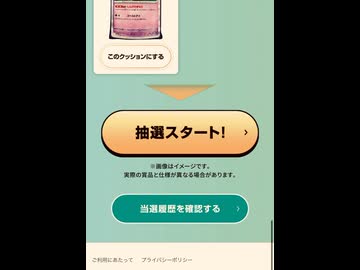 このクッションにする
抽選スタート!
※画像はイメージです。
実際の賞品と仕様が異なる場合があります。
当選履歴を確認する
ご利用にあたって プライバシーポリシー